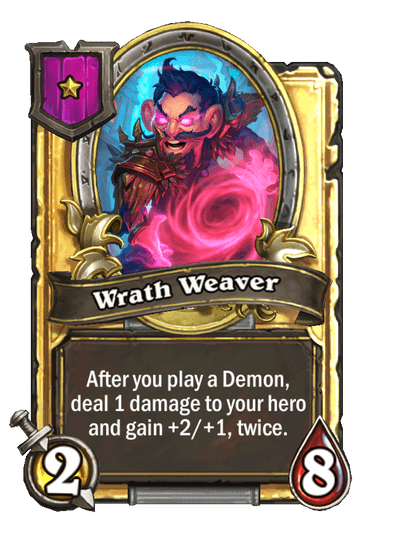 Wrath Weaver
After you play a Demon,
deal 1 damage to your hero
and gain +2/+1, twice.
2
8